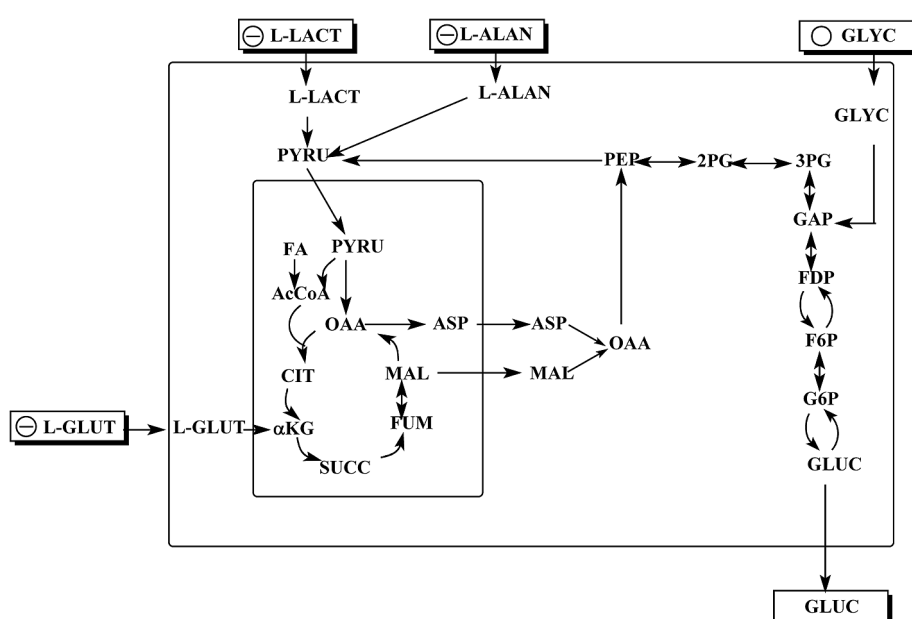 ⊖ L-LACT
⊖ L-ALAN
○ GLYC
L-LACT
L-ALAN
GLYC
PYRU
PEP
2PG
3PG
GAP
FA
PYRU
FDP
AcCoA
OAA
ASP
ASP
OAA
F6P
CIT
MAL
MAL
G6P
⊖ L-GLUT
L-GLUT
αKG
FUM
SUCC
GLUC
GLUC